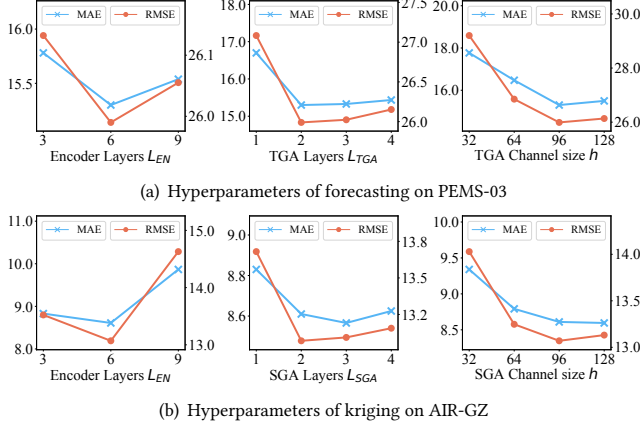 MAE RMSE
16.0
15.5
26.1
26.0
3 6 9
Encoder Layers L_EN
MAE RMSE
18.0
17.0
16.0
15.0
27.5
27.0
26.5
26.0
1 2 3 4
TGA Layers L_TGA
MAE RMSE
20.0
18.0
16.0
30.0
28.0
26.0
32 64 96 128
TGA Channel size h
(a) Hyperparameters of forecasting on PEMS-03
MAE RMSE
11.0
10.0
9.0
8.0
15.0
14.0
13.0
3 6 9
Encoder Layers L_EN
MAE RMSE
9.0
8.8
8.6
13.8
13.5
13.2
1 2 3 4
SGA Layers L_SGA
MAE RMSE
10.0
9.5
9.0
8.5
14.0
13.5
13.0
32 64 96 128
SGA Channel size h
(b) Hyperparameters of kriging on AIR-GZ